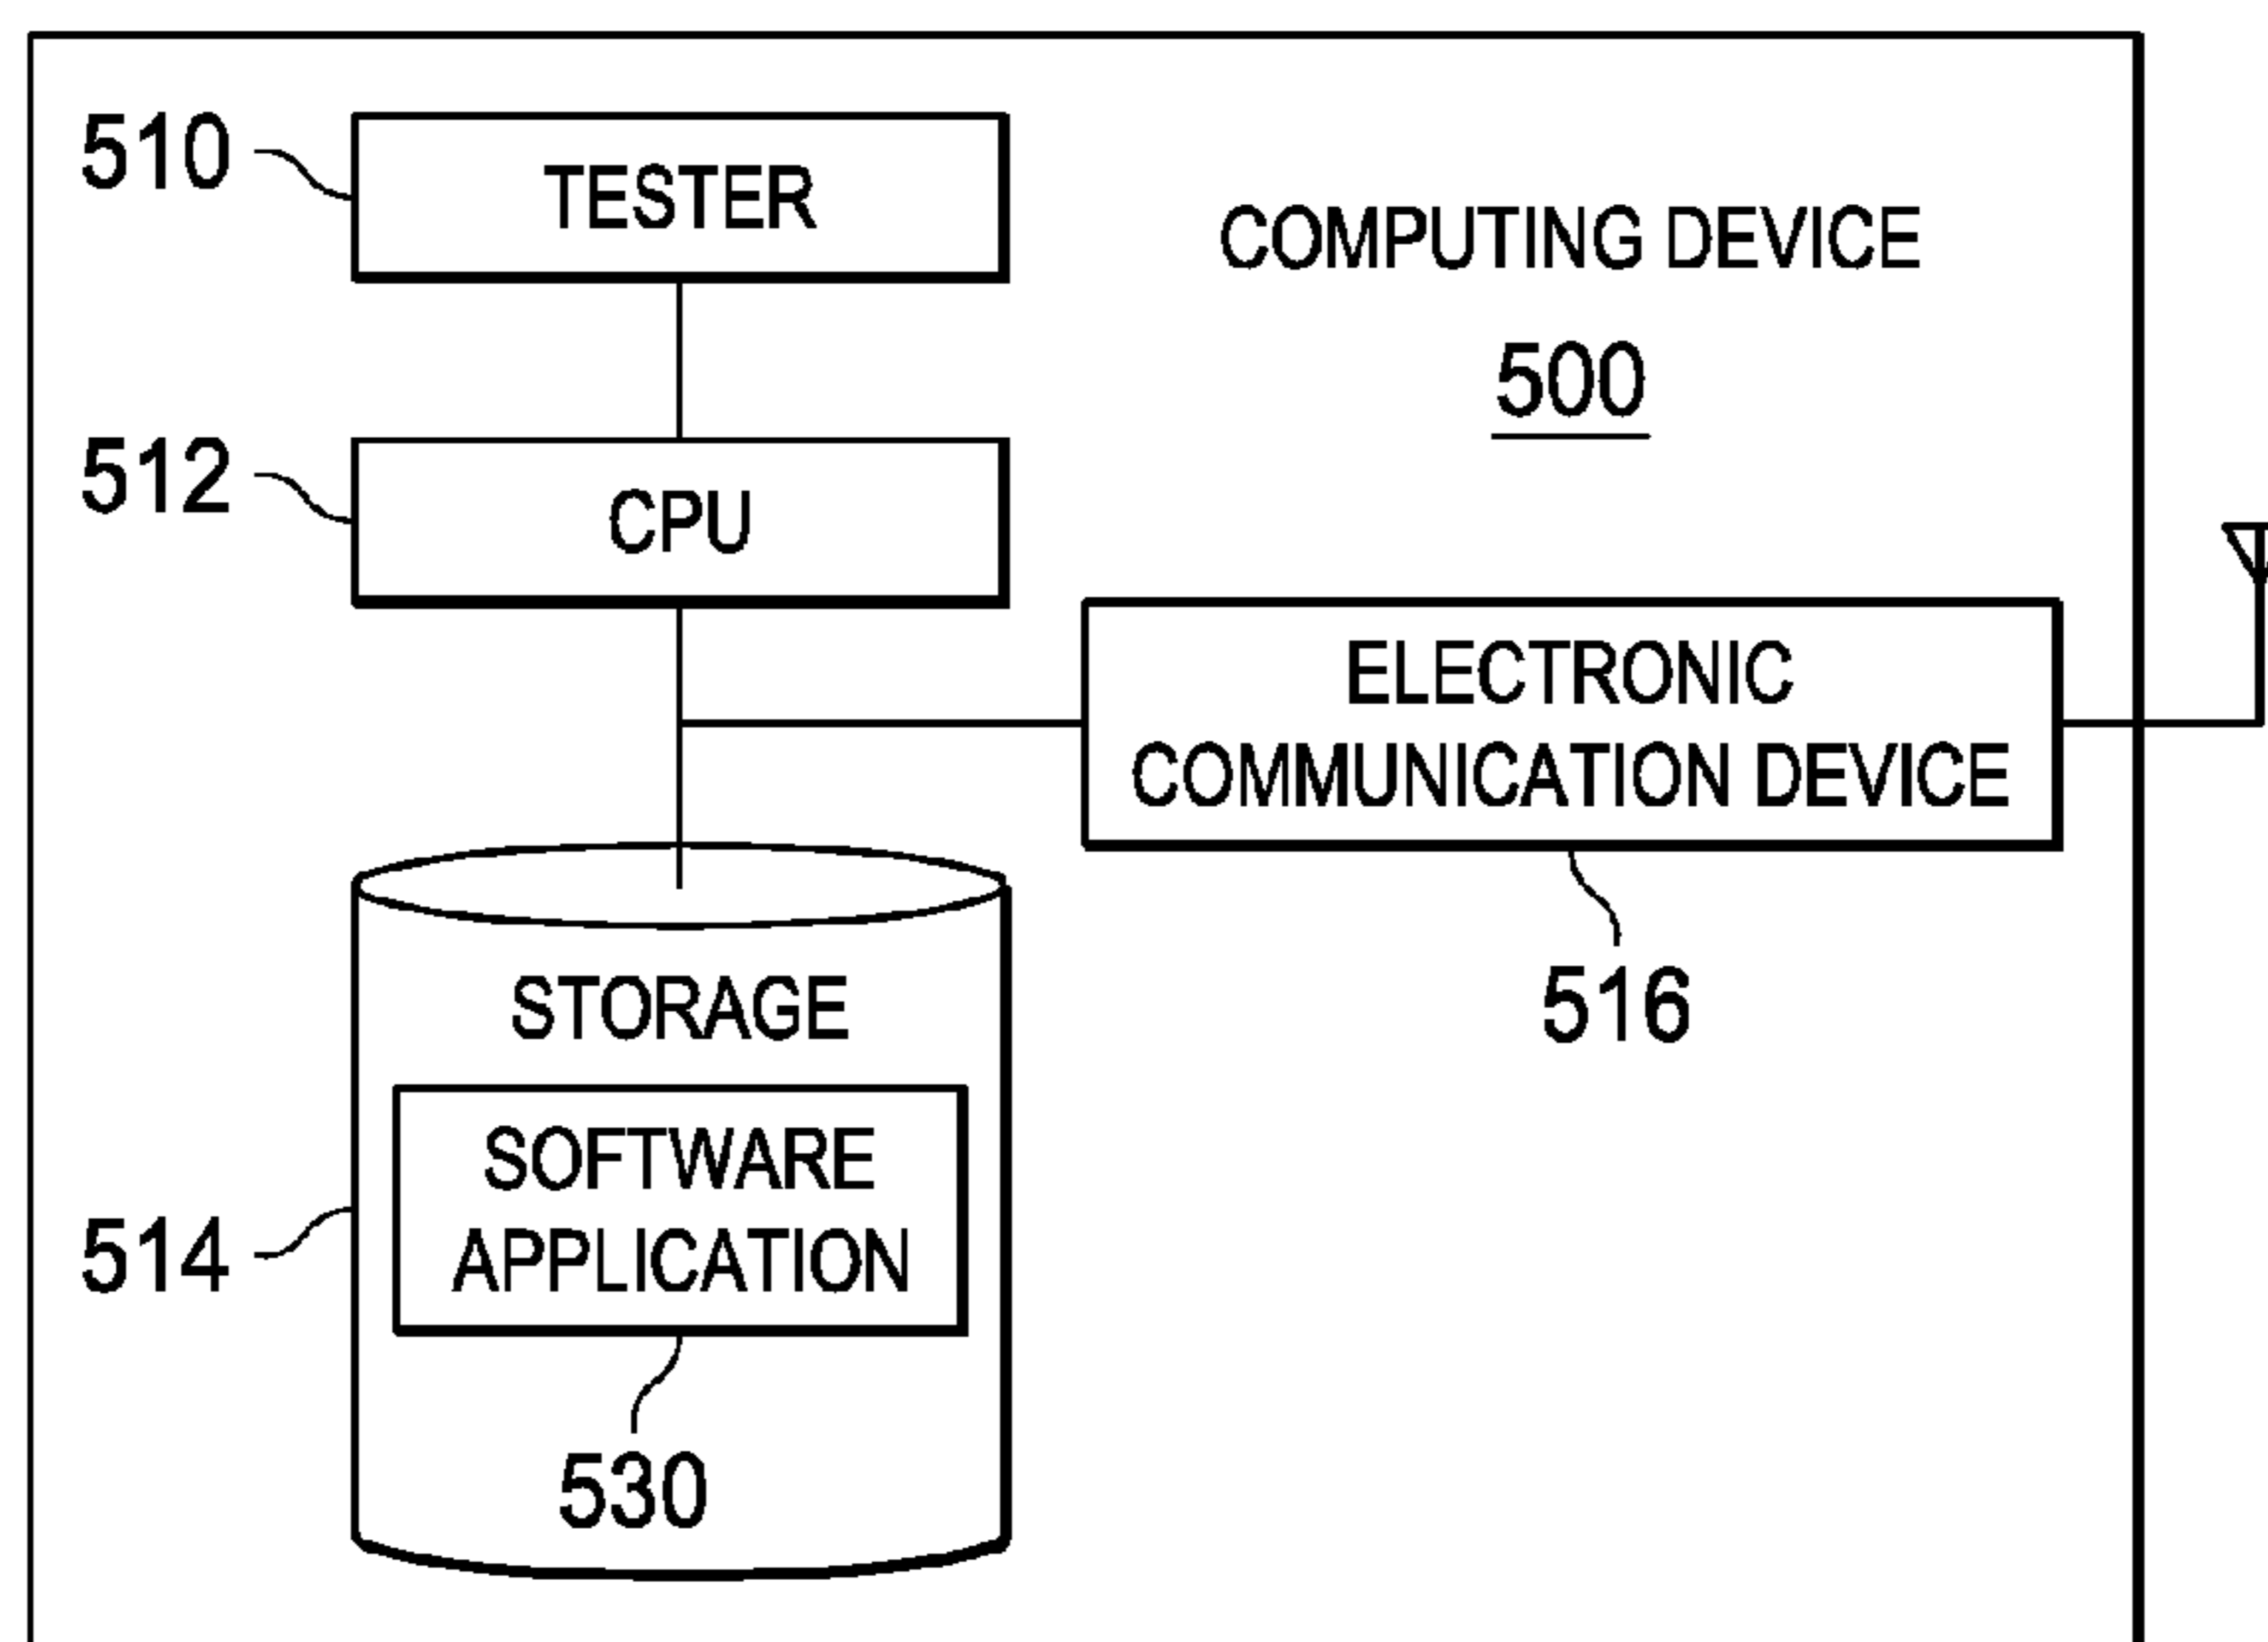 510
TESTER
COMPUTING DEVICE
500
512
CPU
ELECTRONIC
COMMUNICATION DEVICE
516
STORAGE
SOFTWARE
APPLICATION
514
530